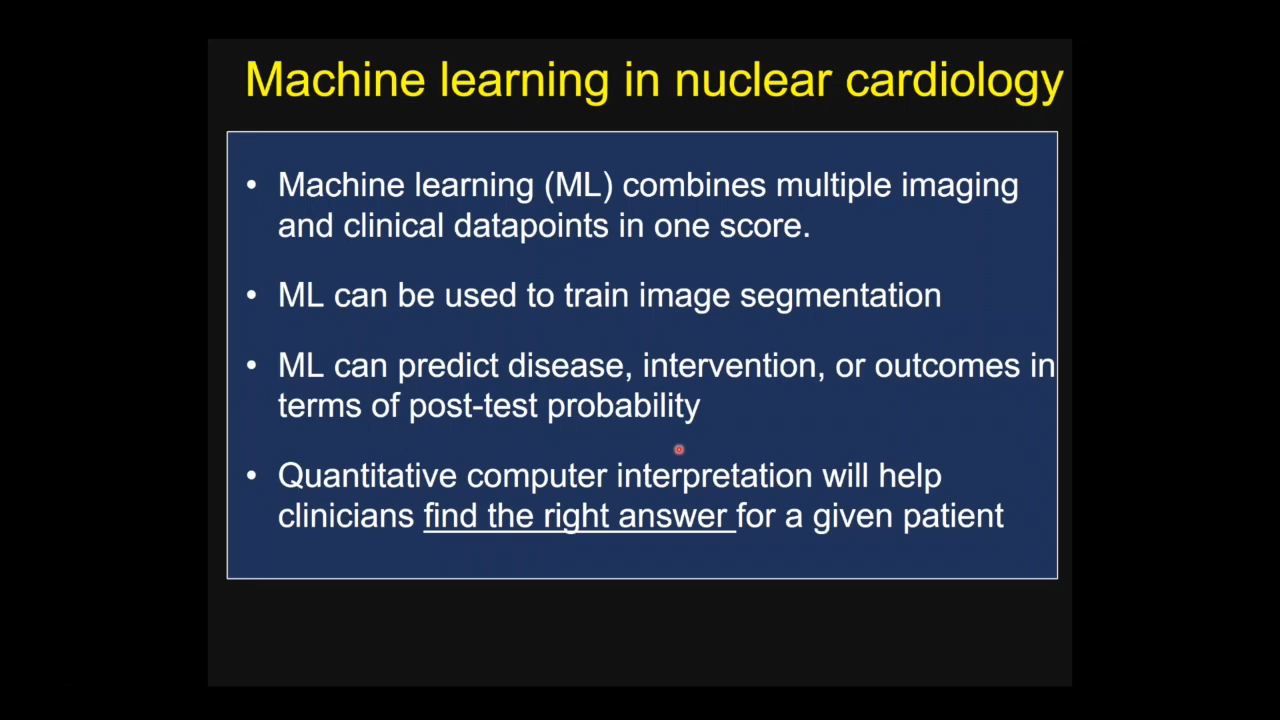 Machine learning in nuclear cardiology
• Machine learning (ML) combines multiple imaging
and clinical datapoints in one score.
• ML can be used to train image segmentation
• ML can predict disease, intervention, or outcomes in
terms of post-test probability
• Quantitative computer interpretation will help
clinicians find the right answer for a given patient